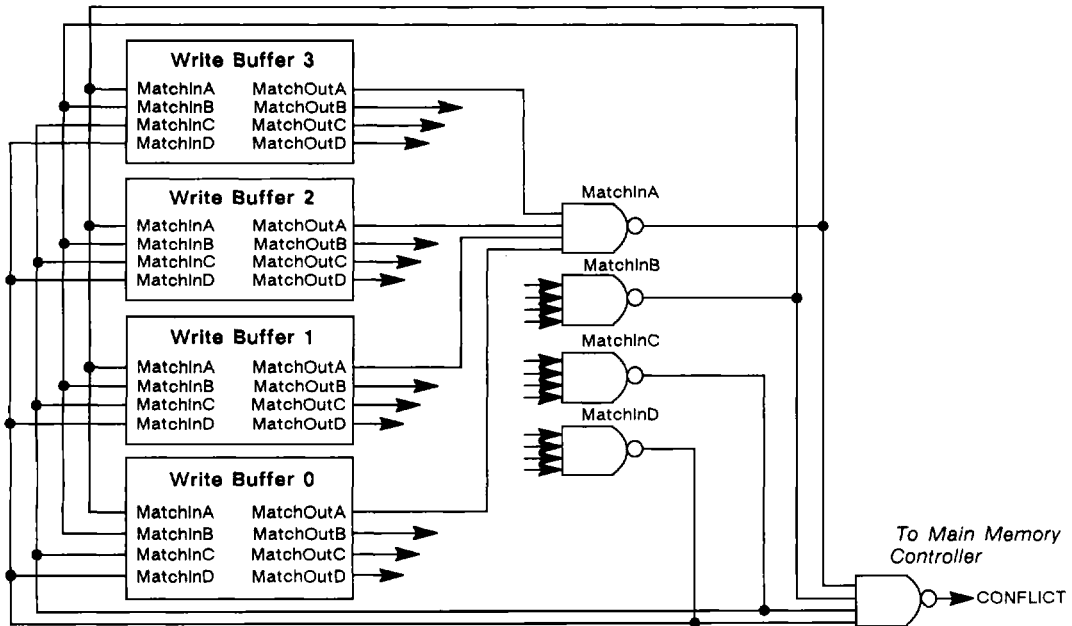 Write Buffer 3
MatchInA MatchOutA
MatchInB MatchOutB
MatchInC MatchOutC
MatchInD MatchOutD
Write Buffer 2
MatchInA MatchOutA
MatchInB MatchOutB
MatchInC MatchOutC
MatchInD MatchOutD
Write Buffer 1
MatchInA MatchOutA
MatchInB MatchOutB
MatchInC MatchOutC
MatchInD MatchOutD
Write Buffer 0
MatchInA MatchOutA
MatchInB MatchOutB
MatchInC MatchOutC
MatchInD MatchOutD
MatchInA
MatchInB
MatchInC
MatchInD
To Main Memory
Controller
CONFLICT